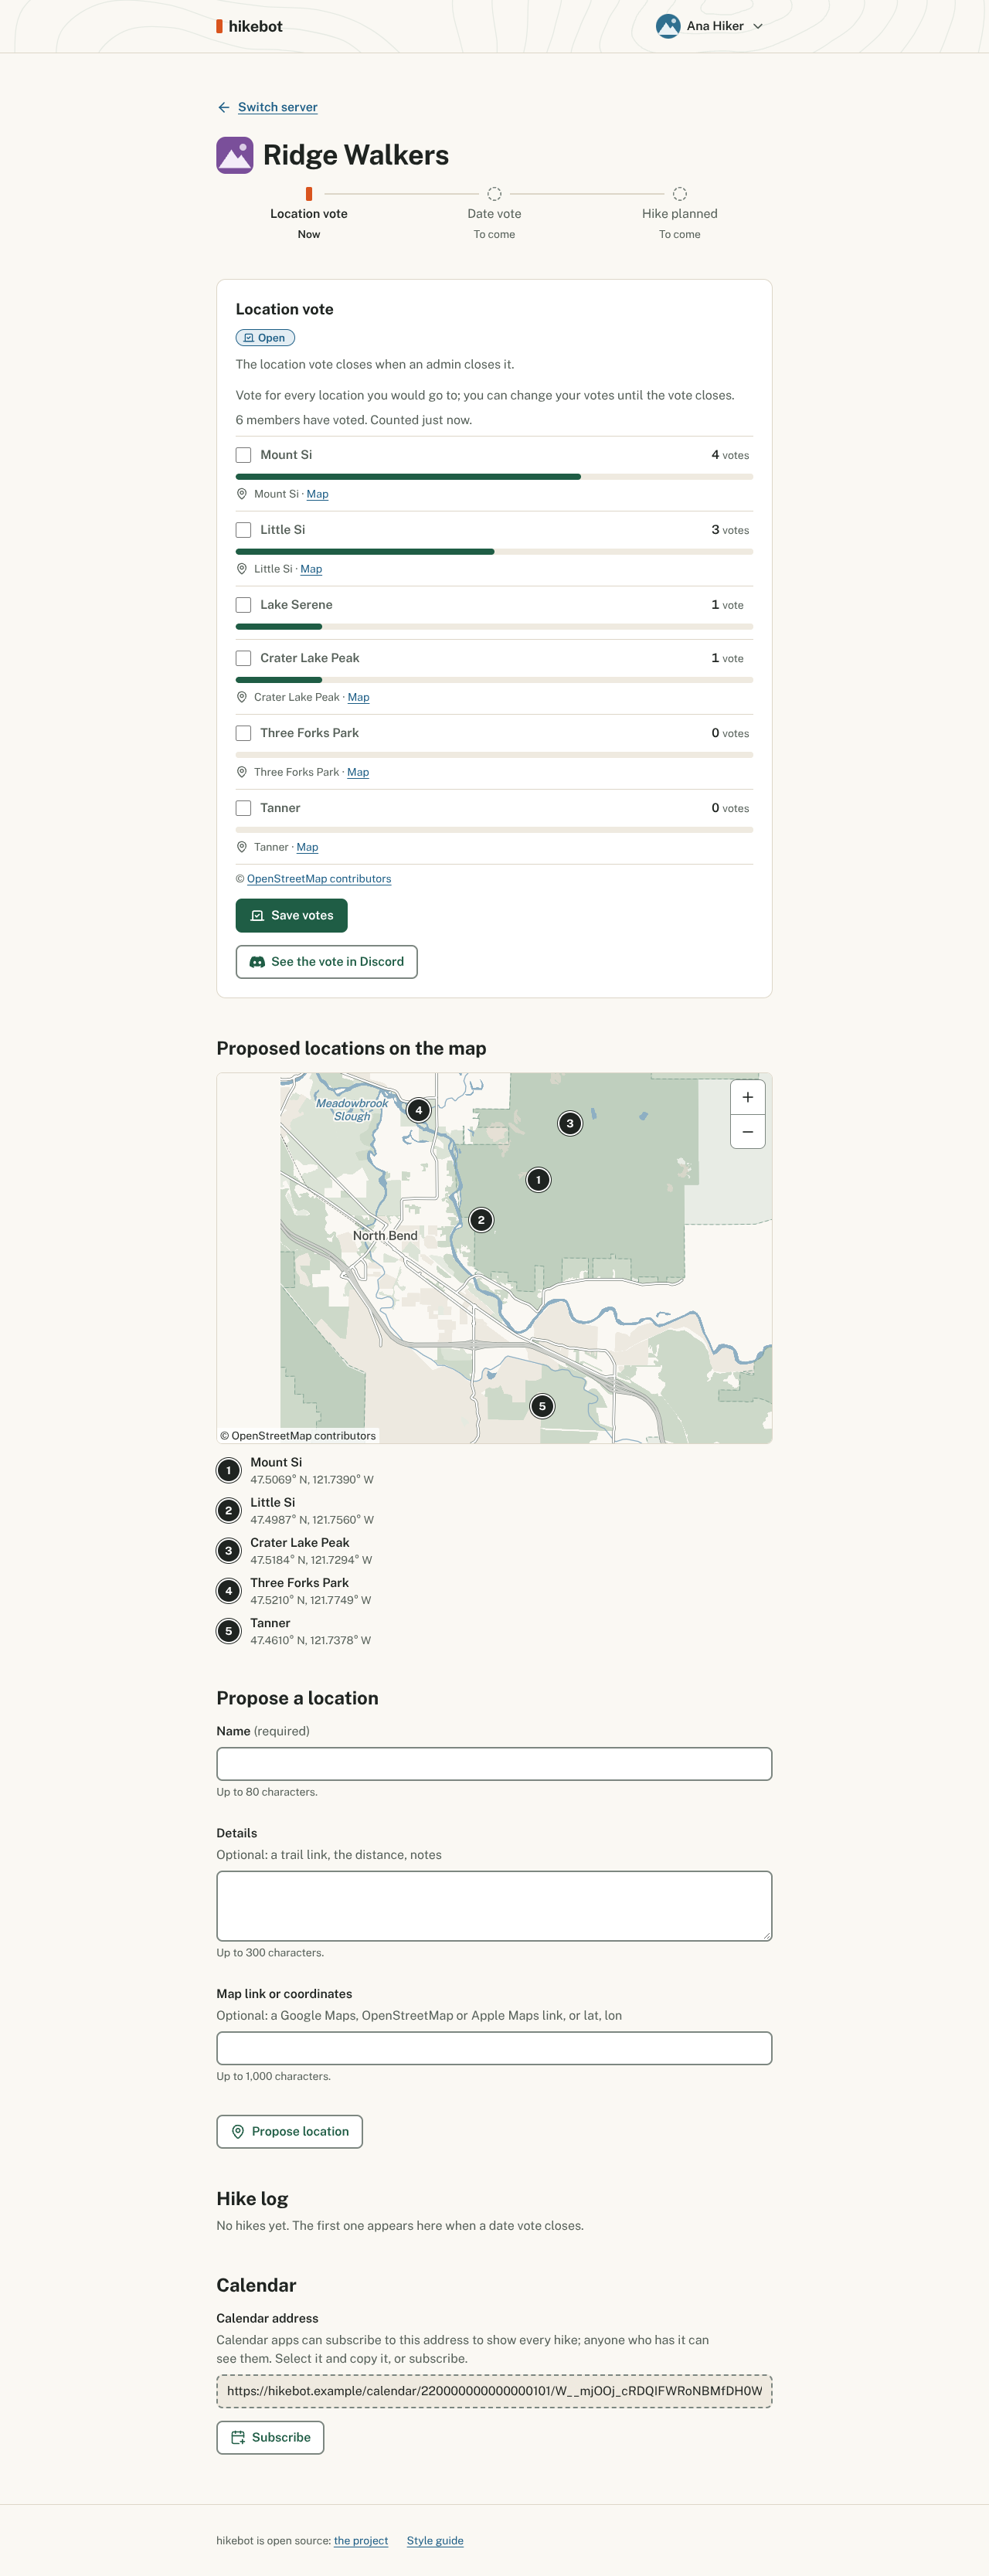 hikebot
Ana Hiker
Switch server
Ridge Walkers
Location vote
Now
Date vote
To come
Hike planned
To come
Location vote
Open
The location vote closes when an admin closes it.
Vote for every location you would go to; you can change your votes until the vote closes.
6 members have voted. Counted just now.
Mount Si 4 votes
Mount Si · Map
Little Si 3 votes
Little Si · Map
Lake Serene 1 vote
Crater Lake Peak 1 vote
Crater Lake Peak · Map
Three Forks Park 0 votes
Three Forks Park · Map
Tanner 0 votes
Tanner · Map
© OpenStreetMap contributors
Save votes
See the vote in Discord
Proposed locations on the map
Meadowbrook
Slough
4
3
1
2
North Bend
5
+
−
© OpenStreetMap contributors
1 Mount Si
47.5069° N, 121.7390° W
2 Little Si
47.4987° N, 121.7560° W
3 Crater Lake Peak
47.5184° N, 121.7294° W
4 Three Forks Park
47.5210° N, 121.7749° W
5 Tanner
47.4610° N, 121.7378° W
Propose a location
Name (required)
Up to 80 characters.
Details
Optional: a trail link, the distance, notes
Up to 300 characters.
Map link or coordinates
Optional: a Google Maps, OpenStreetMap or Apple Maps link, or lat, lon
Up to 1,000 characters.
Propose location
Hike log
No hikes yet. The first one appears here when a date vote closes.
Calendar
Calendar address
Calendar apps can subscribe to this address to show every hike; anyone who has it can
see them. Select it and copy it, or subscribe.
https://hikebot.example/calendar/220000000000000101/W__mjOOj_cRDQIFWRoNBMfDH0W
Subscribe
hikebot is open source: the project
Style guide